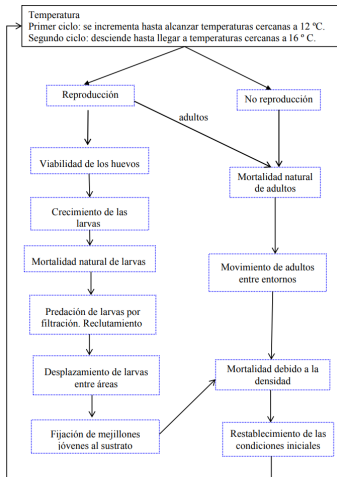 Temperatura
Primer ciclo: se incrementa hasta alcanzar temperaturas cercanas a 12 ºC.
Segundo ciclo: desciende hasta llegar a temperaturas cercanas a 16 º C.
Reproducción
No reproducción
adultos
Viabilidad de los huevos
Mortalidad natural
de adultos
Crecimiento de las
larvas
Mortalidad natural de larvas
Movimiento de adultos
entre entornos
Predación de larvas por
filtración. Reclutamiento
Desplazamiento de larvas
entre áreas
Mortalidad debido a la
densidad
Fijación de mejillones
jóvenes al sustrato
Restablecimiento de las
condiciones iniciales